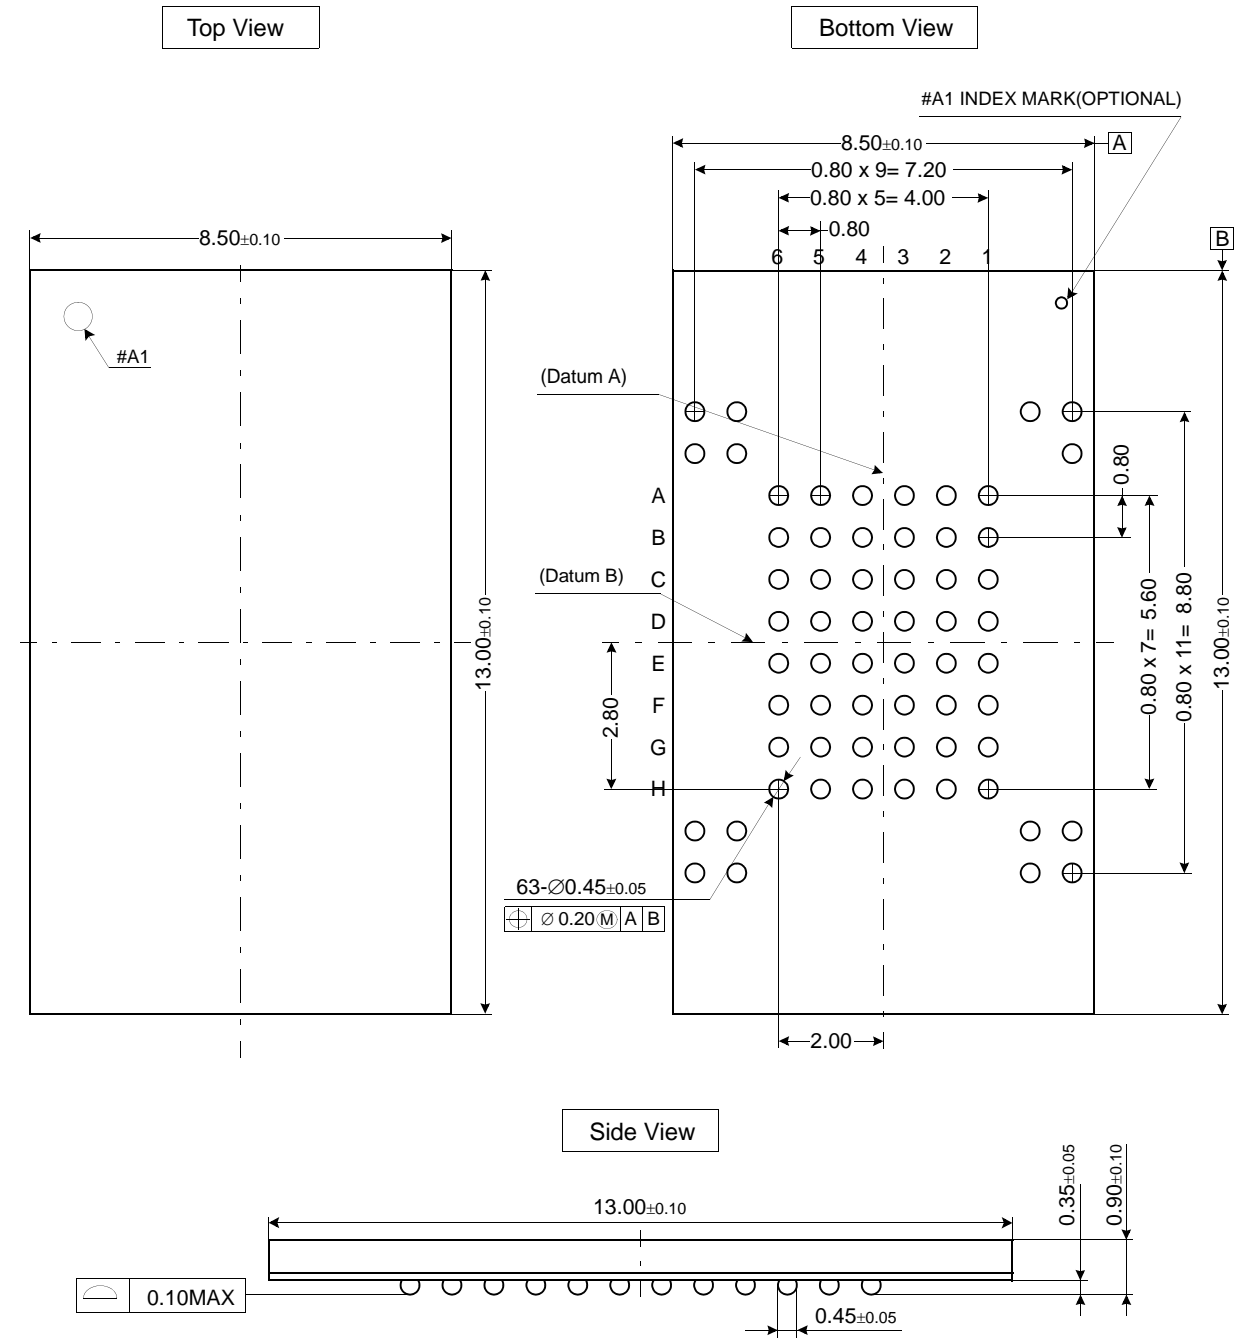 Top View
Bottom View
#A1 INDEX MARK(OPTIONAL)
8.50±0.10
A
0.80 x 9= 7.20
0.80 x 5= 4.00
0.80
8.50±0.10
B
6 5 4 3 2 1
#A1
(Datum A)
0.80
A
B
(Datum B)
C
D
E
F
G
H
13.00±0.10
2.80
0.80 x 7= 5.60
0.80 x 11= 8.80
13.00±0.10
63-∅0.45±0.05
⌖ ∅ 0.20 Ⓜ A B
2.00
Side View
13.00±0.10
0.35±0.05
0.90±0.10
0.10MAX
0.45±0.05